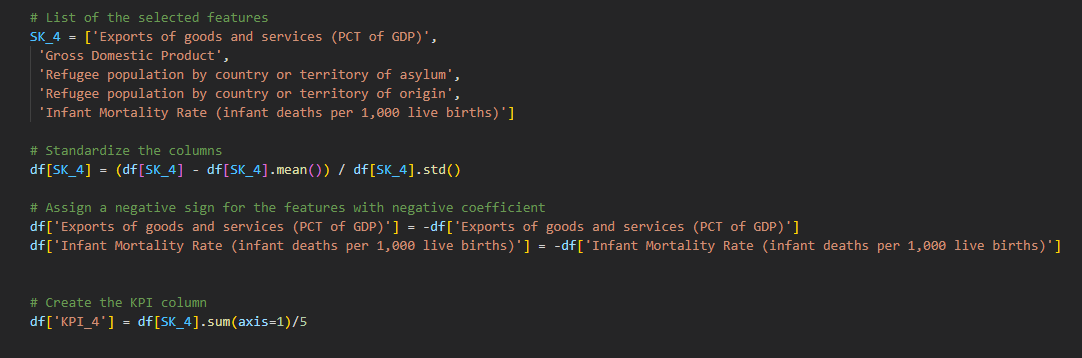 # List of the selected features
SK_4 = ['Exports of goods and services (PCT of GDP)',
'Gross Domestic Product',
'Refugee population by country or territory of asylum',
'Refugee population by country or territory of origin',
'Infant Mortality Rate (infant deaths per 1,000 live births)']
# Standardize the columns
df[SK_4] = (df[SK_4] - df[SK_4].mean()) / df[SK_4].std()
# Assign a negative sign for the features with negative coefficient
df['Exports of goods and services (PCT of GDP)'] = -df['Exports of goods and services (PCT of GDP)']
df['Infant Mortality Rate (infant deaths per 1,000 live births)'] = -df['Infant Mortality Rate (infant deaths per 1,000 live births)']
# Create the KPI column
df['KPI_4'] = df[SK_4].sum(axis=1)/5